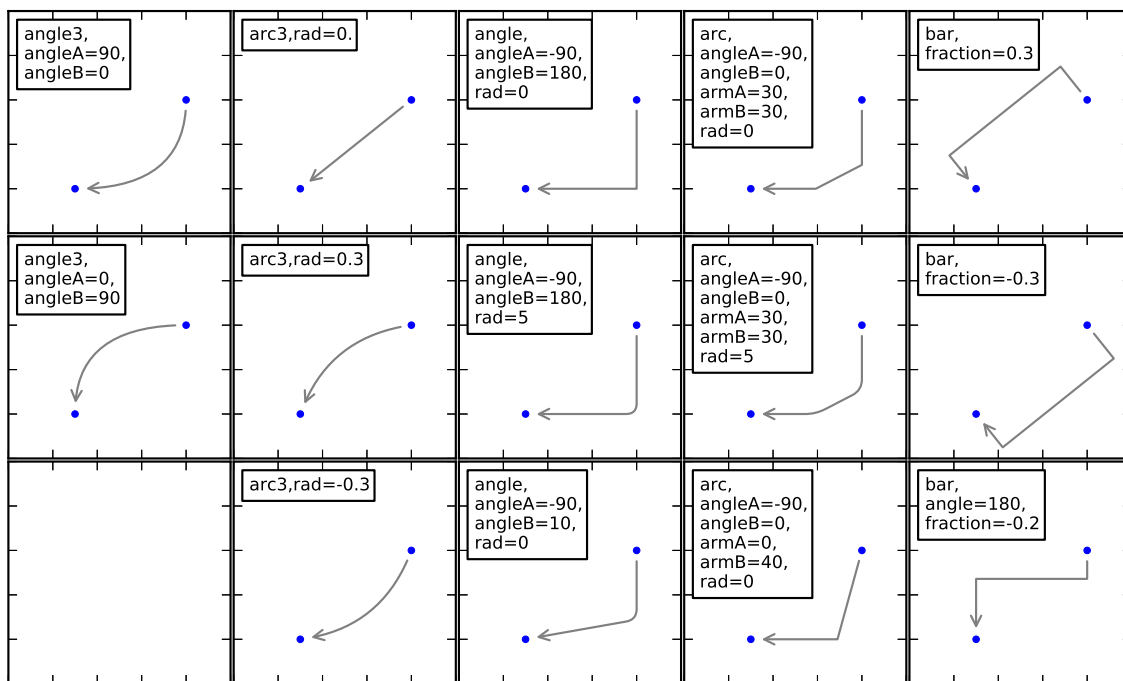 angle3,
angleA=90,
angleB=0
arc3,rad=0.
angle,
angleA=-90,
angleB=180,
rad=0
arc,
angleA=-90,
angleB=0,
armA=30,
armB=30,
rad=0
bar,
fraction=0.3
angle3,
angleA=0,
angleB=90
arc3,rad=0.3
angle,
angleA=-90,
angleB=180,
rad=5
arc,
angleA=-90,
angleB=0,
armA=30,
armB=30,
rad=5
bar,
fraction=-0.3
arc3,rad=-0.3
angle,
angleA=-90,
angleB=10,
rad=0
arc,
angleA=-90,
angleB=0,
armA=0,
armB=40,
rad=0
bar,
angle=180,
fraction=-0.2